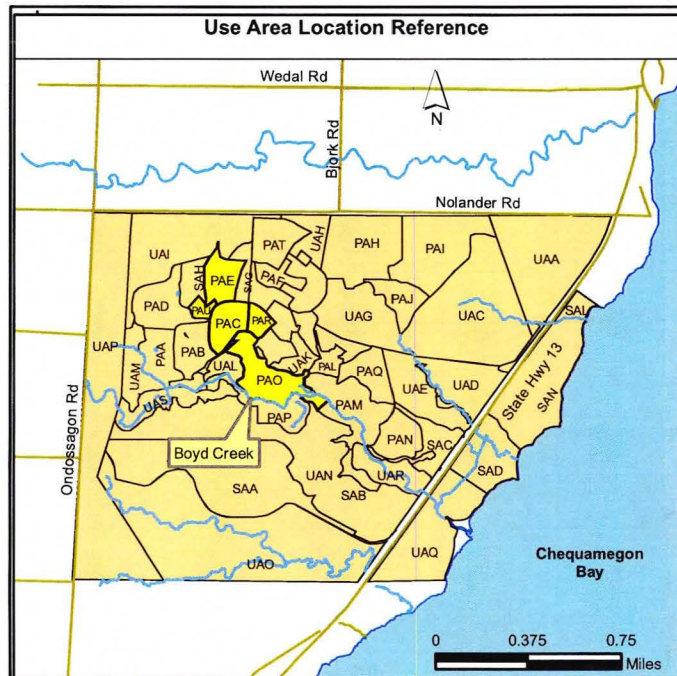 Use Area Location Reference
Wedal Rd
N
Bjork Rd
Nolander Rd
UAI
PAT
UAH
PAH
PAI
UAA
SAH
PAE
SAG
PAF
PAD
PAU
PAJ
SAL
PAC
PAR
UAG
UAC
UAP
PAA
PAB
UAK
State Hwy 13
UAM
UAL
PAL
PAQ
UAE
UAD
SAN
PAO
UAS
PAM
PAP
PAN
SAC
Boyd Creek
SAD
UAN
UAR
SAA
SAB
Ondossagon Rd
UAO
UAQ
Chequamegon
Bay
0
0.375
0.75
Miles